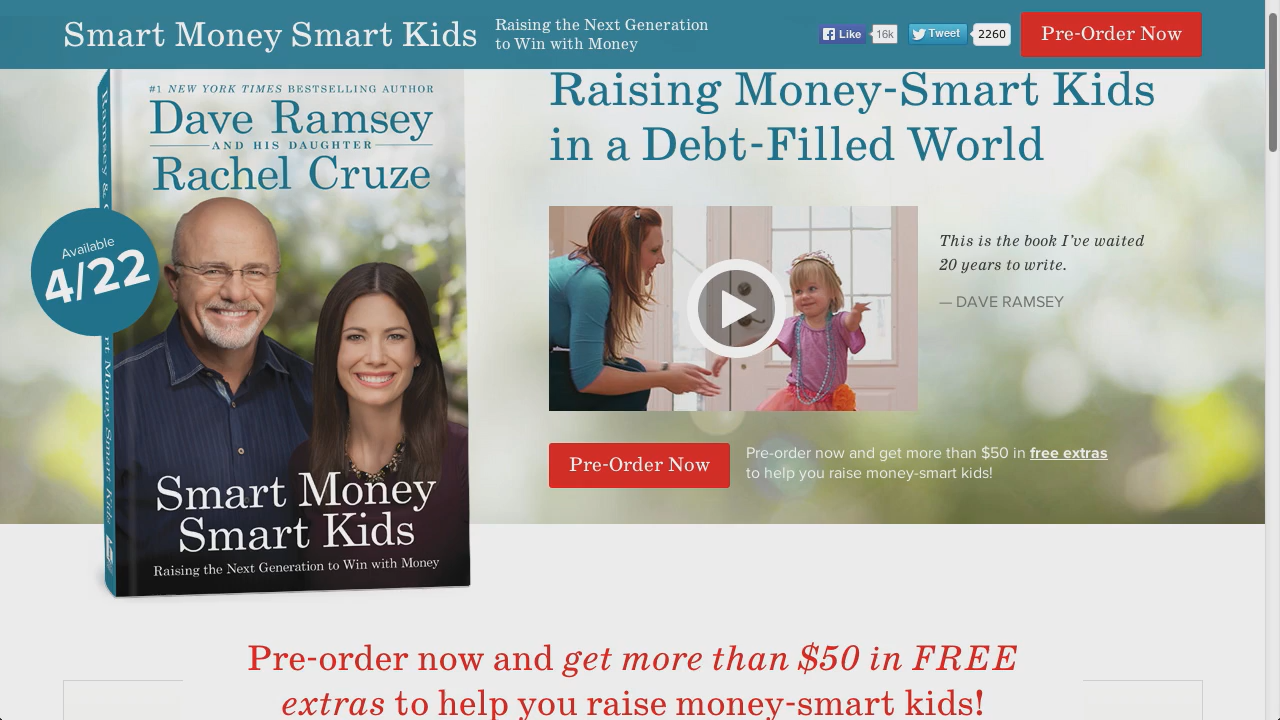 Smart Money Smart Kids
Raising the Next Generation
to Win with Money
Like
16k
Tweet
2260
Pre-Order Now
#1 NEW YORK TIMES BESTSELLING AUTHOR
Dave Ramsey
AND HIS DAUGHTER
Rachel Cruze
Available
4/22
Smart Money
Smart Kids
Raising the Next Generation to Win with Money
Raising Money-Smart Kids
in a Debt-Filled World
This is the book I've waited
20 years to write.
— DAVE RAMSEY
Pre-Order Now
Pre-order now and get more than $50 in free extras
to help you raise money-smart kids!
Pre-order now and get more than $50 in FREE
extras to help you raise money-smart kids!